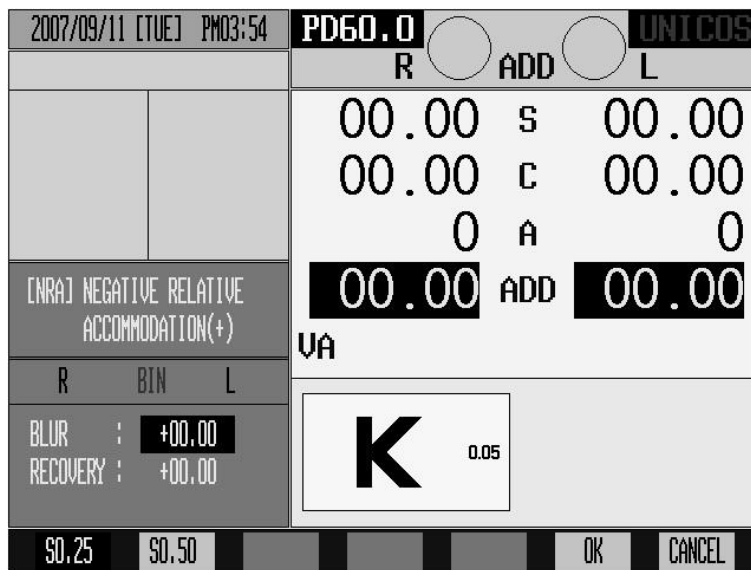 2007/09/11 [TUE] PM03:54
PD60.0 UNICOS
R ADD L
00.00 S 00.00
00.00 C 00.00
0 A 0
00.00 ADD 00.00
VA
[NRA] NEGATIVE RELATIVE
ACCOMMODATION(+)
R BIN L
BLUR : +00.00
RECOVERY : +00.00
K 0.05
S0.25 S0.50 OK CANCEL